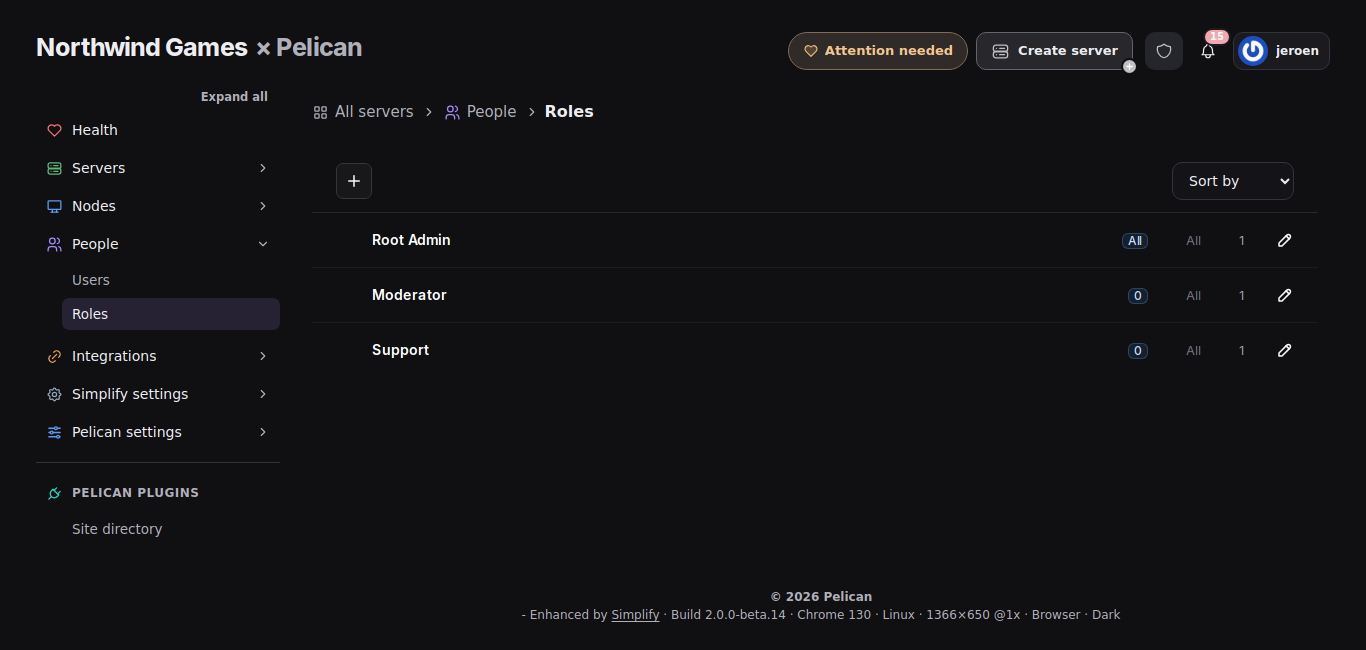 Northwind Games × Pelican
Attention needed
Create server
15
jeroen
Expand all
Health
Servers
Nodes
People
Users
Roles
Integrations
Simplify settings
Pelican settings
PELICAN PLUGINS
Site directory
All servers > People > Roles
Sort by
Root Admin All All 1
Moderator 0 All 1
Support 0 All 1
© 2026 Pelican
- Enhanced by Simplify · Build 2.0.0-beta.14 · Chrome 130 · Linux · 1366×650 @1x · Browser · Dark